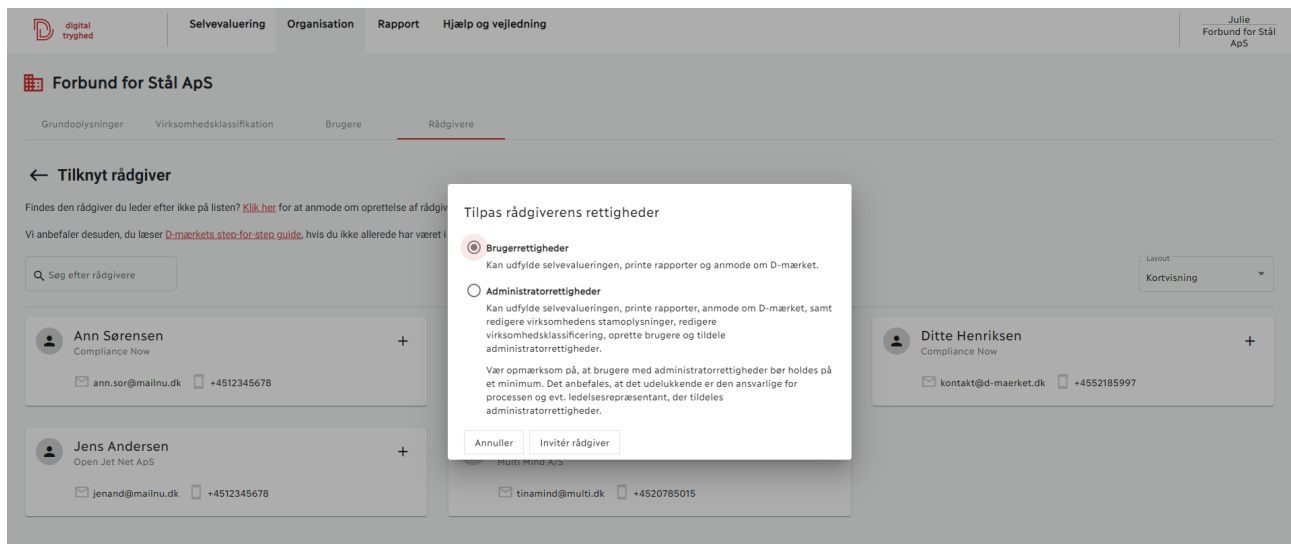 digital
tryghed
Selvevaluering Organisation Rapport Hjælp og vejledning
Julie
Forbund for Stål
ApS
Forbund for Stål ApS
Grundoplysninger Virksomhedsklassifikation Brugere Rådgivere
Tilknyt rådgiver
Findes den rådgiver du leder efter ikke på listen? Klik her for at anmode om oprettelse af rådgiv
Vi anbefaler desuden, du læser D-mærkets step-for-step guide, hvis du ikke allerede har været i
Søg efter rådgivere
Layout
Kortvisning
Tilpas rådgiverens rettigheder
Brugerrettigheder
Kan udfylde selvevalueringen, printe rapporter og anmode om D-mærket.
Administratorrettigheder
Kan udfylde selvevalueringen, printe rapporter, anmode om D-mærket, samt
redigere virksomhedens stamoplysninger, redigere
virksomhedsklassificering, oprette brugere og tildele
administratorrettigheder.
Vær opmærksom på, at brugere med administratorrettigheder bør holdes på
et minimum. Det anbefales, at det udelukkende er den ansvarlige for
processen og evt. ledelsesrepræsentant, der tildeles
administratorrettigheder.
Annuller Invitér rådgiver
Ann Sørensen
Compliance Now
ann.sor@mailnu.dk +4512345678
Ditte Henriksen
Compliance Now
kontakt@d-maerket.dk +4552185997
Jens Andersen
Open Jet Net ApS
jenand@mailnu.dk +4512345678
Multi Mind A/S
tinamind@multi.dk +4520785015